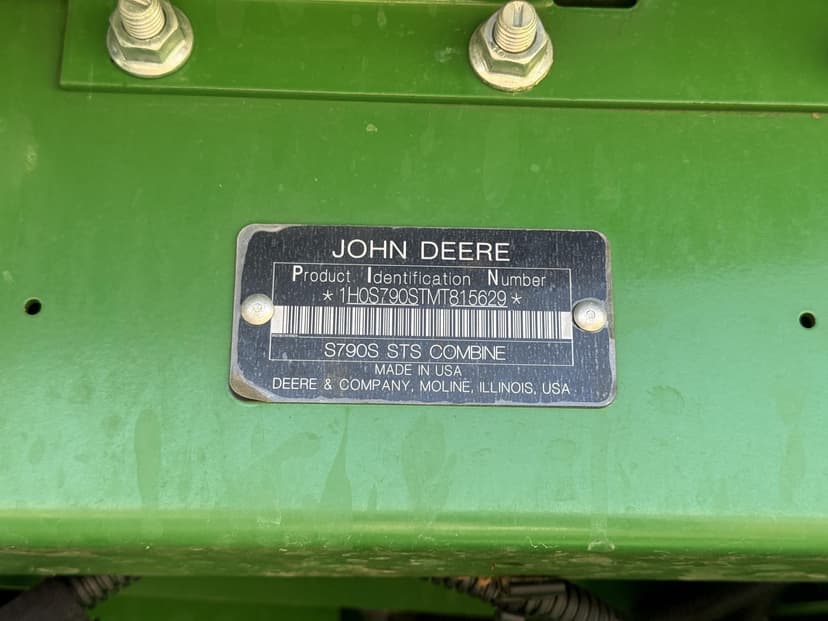 JOHN DEERE
Product Identification Number
*1H0S790STMT815629*
S790S STS COMBINE
MADE IN USA
DEERE & COMPANY, MOLINE, ILLINOIS, USA